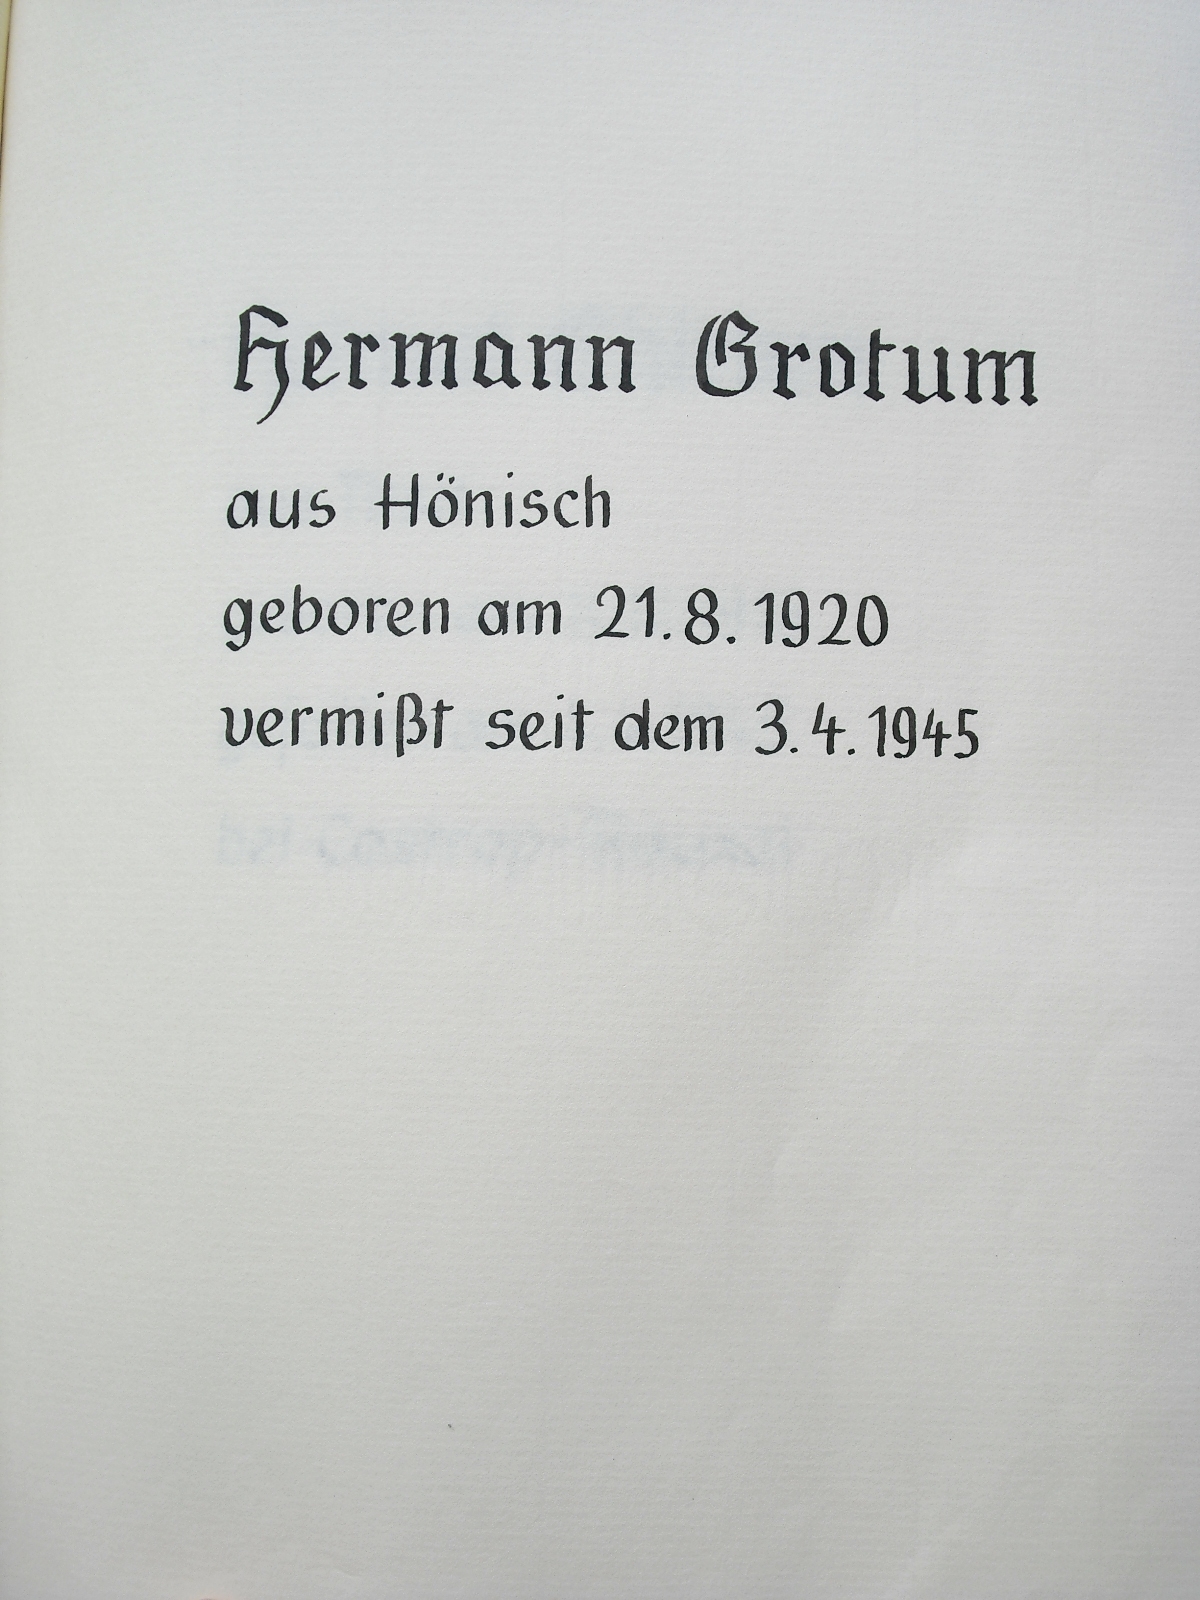 Hermann Grotum
aus Hönisch
geboren am 21.8.1920
vermißt seit dem 3.4.1945